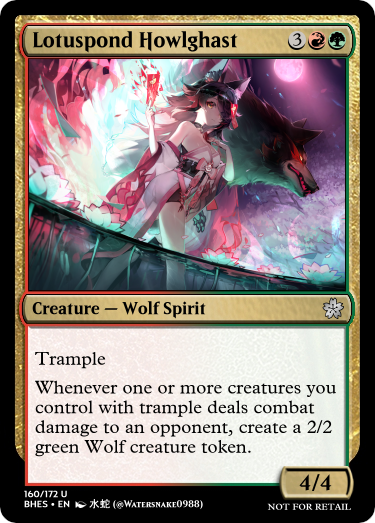 Lotuspond Howlghast 3
Creature — Wolf Spirit
Trample
Whenever one or more creatures you
control with trample deals combat
damage to an opponent, create a 2/2
green Wolf creature token.
4/4
160/172 U
BHES • EN 水蛇 (@Watersnake0988)
NOT FOR RETAIL